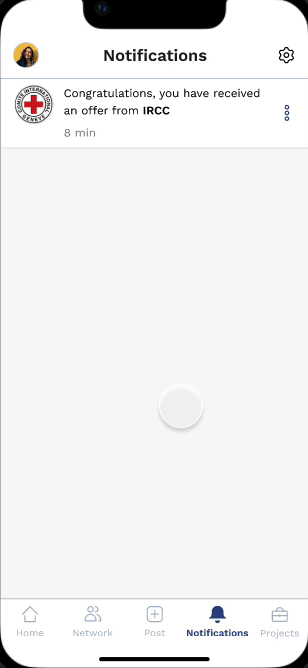 Notifications
COMITE INTERNATIONAL
GENEVE
Congratulations, you have received
an offer from IRCC
8 min
Home
Network
Post
Notifications
Projects